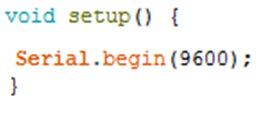 void setup() {
Serial.begin(9600);
}